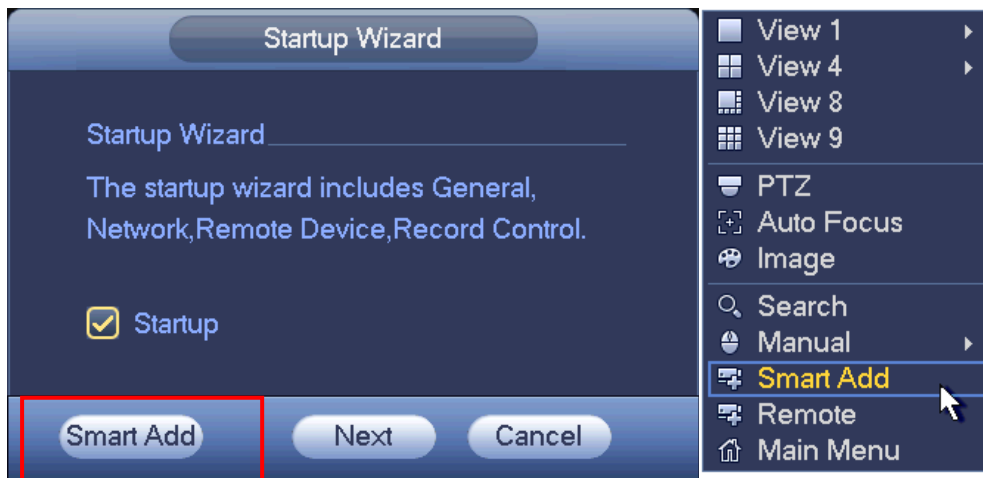 Startup Wizard
Startup Wizard
The startup wizard includes General,
Network,Remote Device,Record Control.
Startup
Smart Add
Next
Cancel
View 1
View 4
View 8
View 9
PTZ
Auto Focus
Image
Search
Manual
Smart Add
Remote
Main Menu